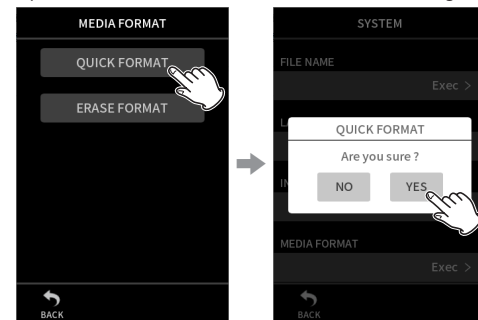 MEDIA FORMAT
QUICK FORMAT
ERASE FORMAT
BACK
SYSTEM
FILE NAME
Exec >
QUICK FORMAT
Are you sure ?
NO
YES
MEDIA FORMAT
Exec >
BACK